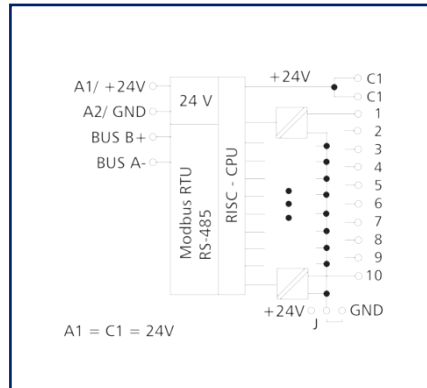 A1/ +24V
A2/ GND
BUS B+
BUS A-
24 V
Modbus RTU
RS-485
RISC - CPU
+24V
C1
C1
1
2
3
4
5
6
7
8
9
10
+24V
J
GND
A1 = C1 = 24V